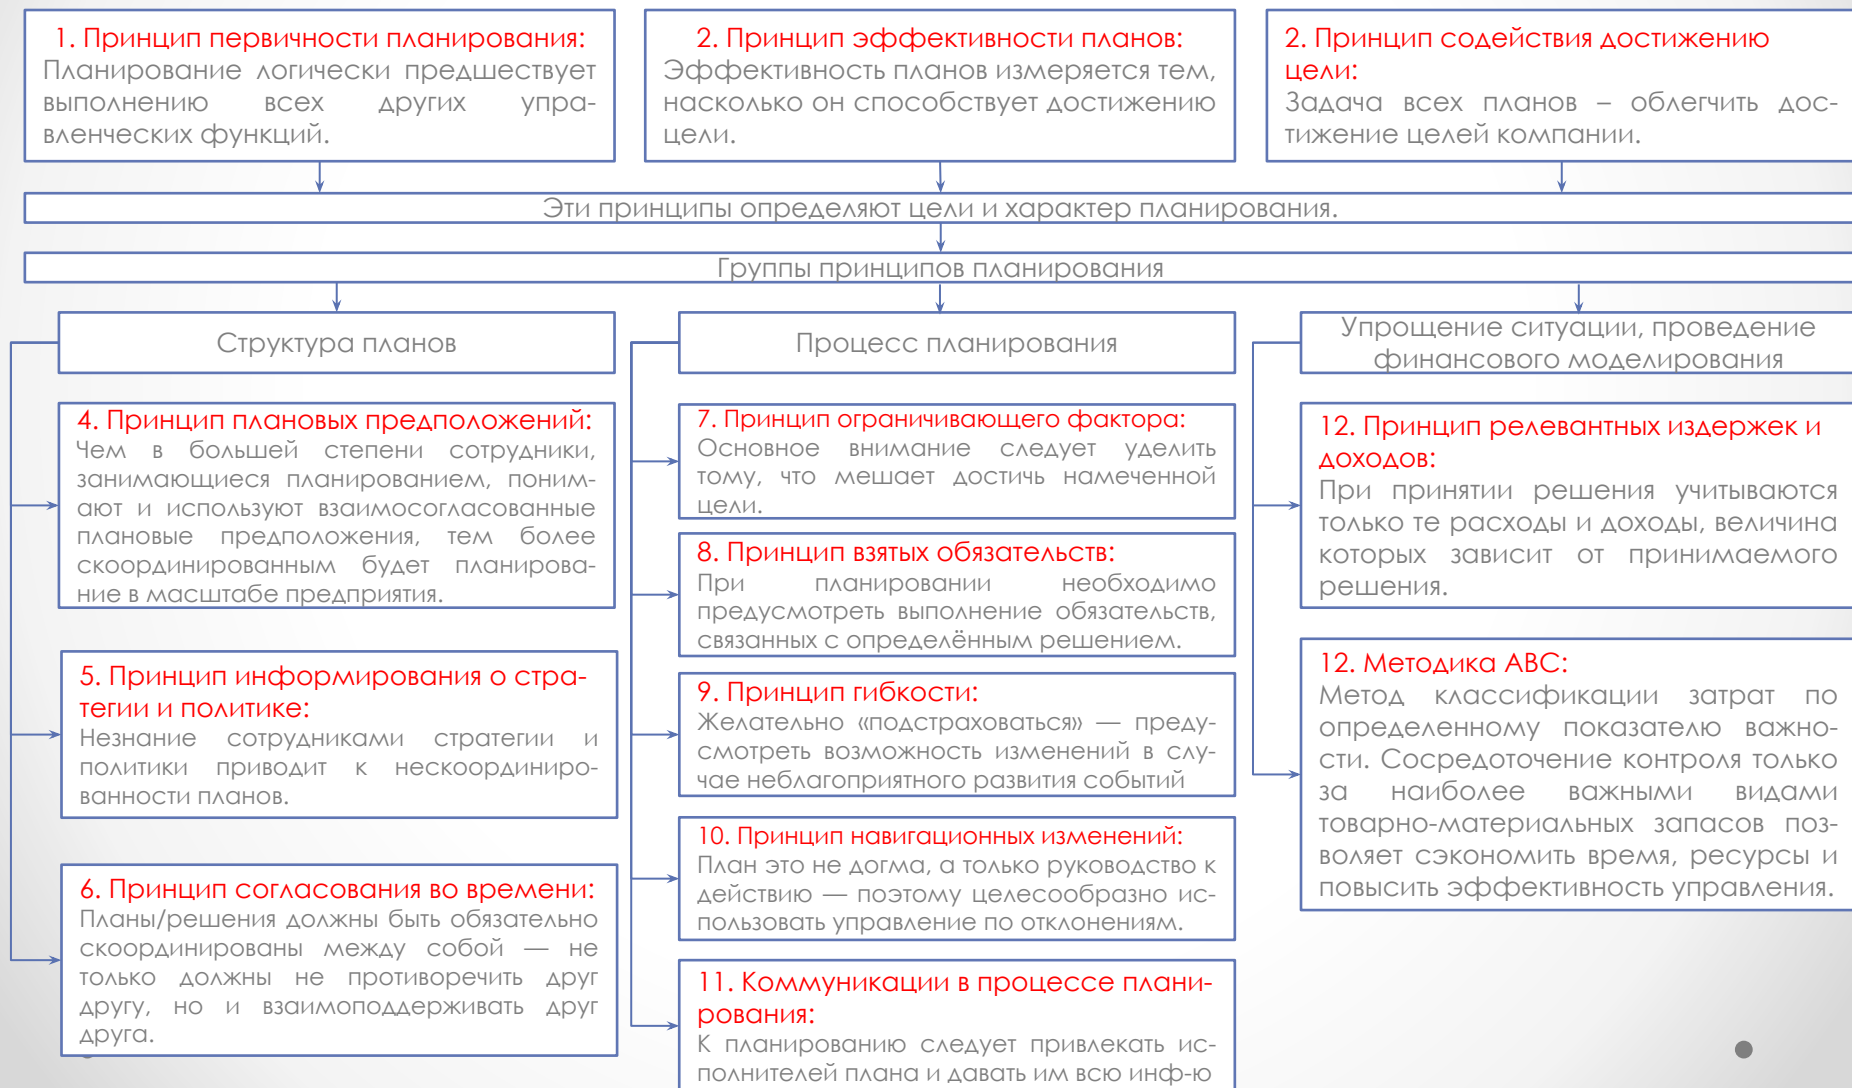 1. Принцип первичности планирования:
Планирование логически предшествует
выполнению всех других упра-
вленческих функций.
2. Принцип эффективности планов:
Эффективность планов измеряется тем,
насколько он способствует достижению
цели.
2. Принцип содействия достижению
цели:
Задача всех планов – облегчить дос-
тижение целей компании.
Эти принципы определяют цели и характер планирования.
Группы принципов планирования
Структура планов
4. Принцип плановых предположений:
Чем в большей степени сотрудники,
занимающиеся планированием, поним-
ают и используют взаимосогласованные
плановые предположения, тем более
скоординированным будет планирова-
ние в масштабе предприятия.
5. Принцип информирования о стра-
тегии и политике:
Незнание сотрудниками стратегии и
политики приводит к нескоординиро-
ванности планов.
6. Принцип согласования во времени:
Планы/решения должны быть обязательно
скоординированы между собой — не
только должны не противоречить друг
другу, но и взаимоподдерживать друг
друга.
Процесс планирования
7. Принцип ограничивающего фактора:
Основное внимание следует уделить
тому, что мешает достичь намеченной
цели.
8. Принцип взятых обязательств:
При планировании необходимо
предусмотреть выполнение обязательств,
связанных с определённым решением.
9. Принцип гибкости:
Желательно «подстраховаться» — преду-
смотреть возможность изменений в слу-
чае неблагоприятного развития событий
10. Принцип навигационных изменений:
План это не догма, а только руководство к
действию — поэтому целесообразно ис-
пользовать управление по отклонениям.
11. Коммуникации в процессе плани-
рования:
К планированию следует привлекать ис-
полнителей плана и давать им всю инф-ю
Упрощение ситуации, проведение
финансового моделирования
12. Принцип релевантных издержек и
доходов:
При принятии решения учитываются
только те расходы и доходы, величина
которых зависит от принимаемого
решения.
12. Методика ABC:
Метод классификации затрат по
определенному показателю важно-
сти. Сосредоточение контроля только
за наиболее важными видами
товарно-материальных запасов поз-
воляет сэкономить время, ресурсы и
повысить эффективность управления.